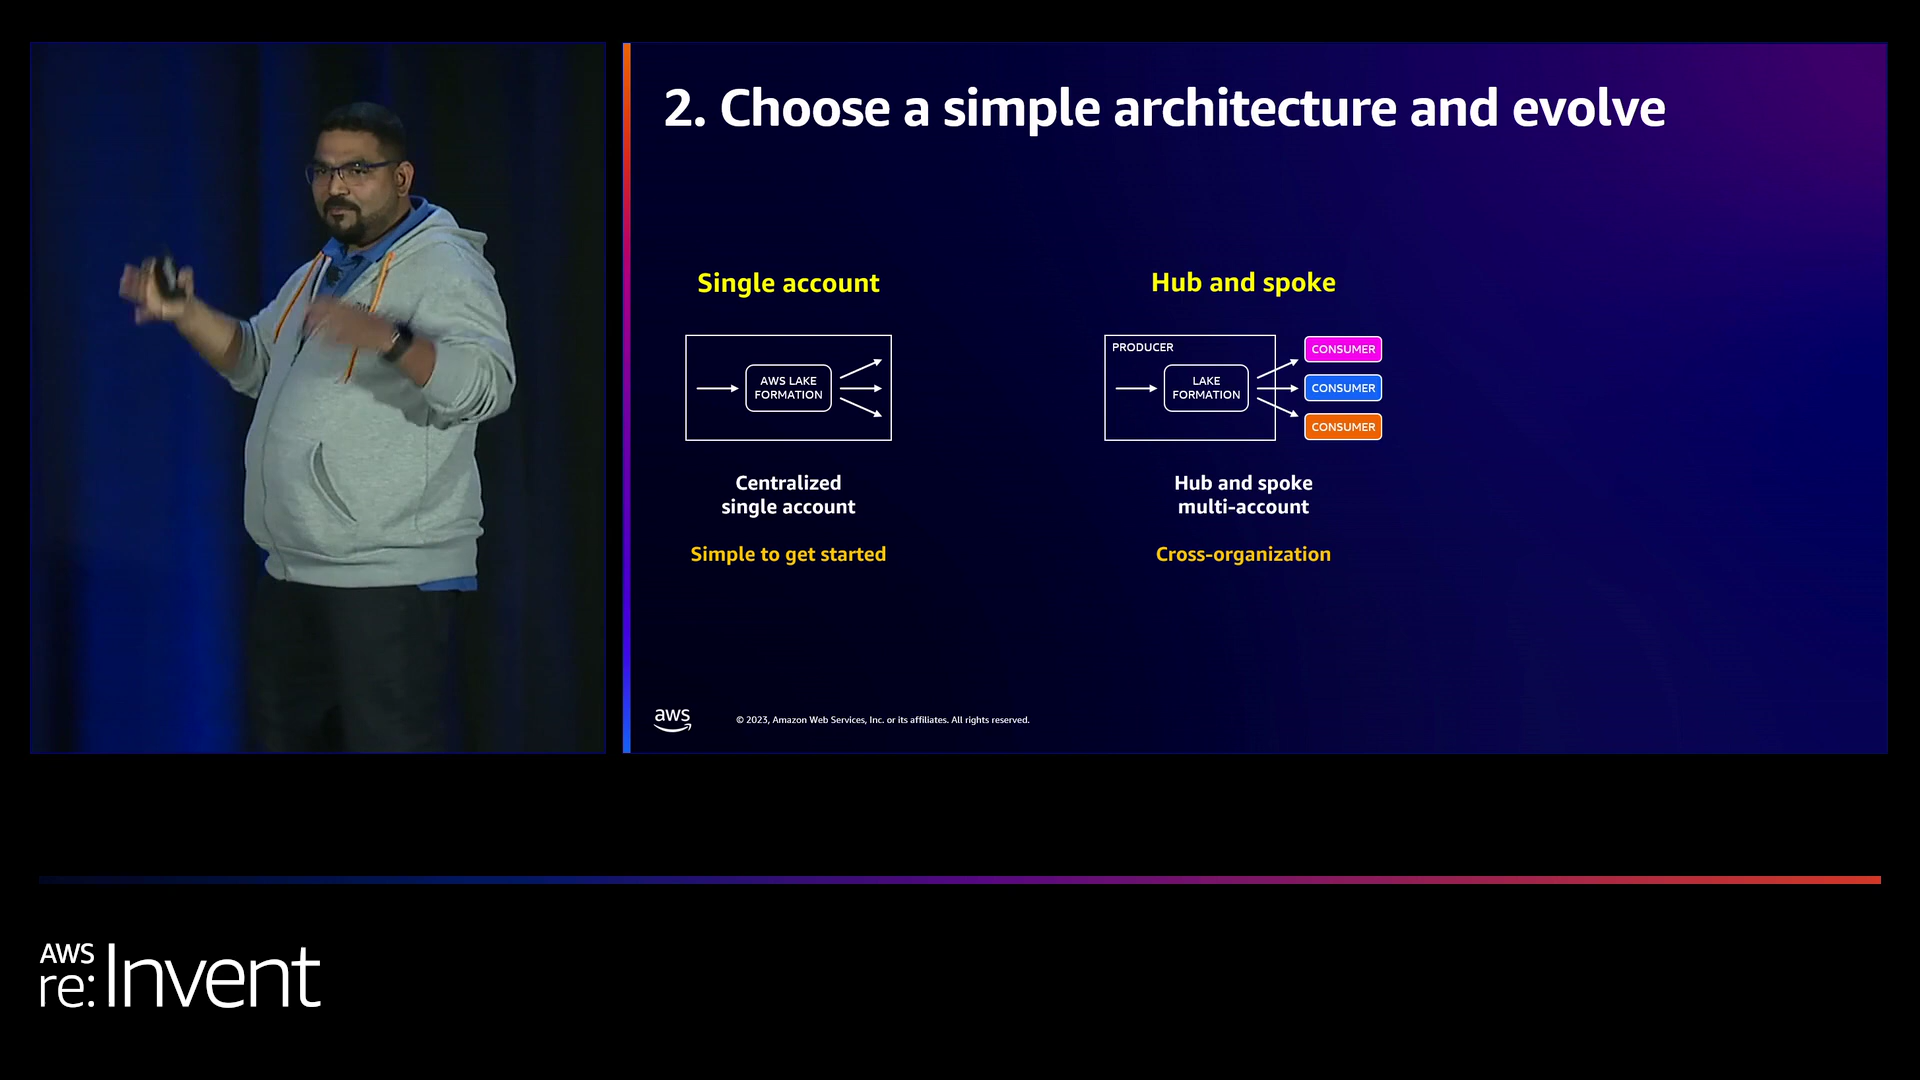 2. Choose a simple architecture and evolve
Single account
AWS LAKE
FORMATION
Centralized
single account
Simple to get started
Hub and spoke
PRODUCER
LAKE
FORMATION
CONSUMER
CONSUMER
CONSUMER
Hub and spoke
multi-account
Cross-organization
aws
© 2023, Amazon Web Services, Inc. or its affiliates. All rights reserved.
AWS
re:Invent